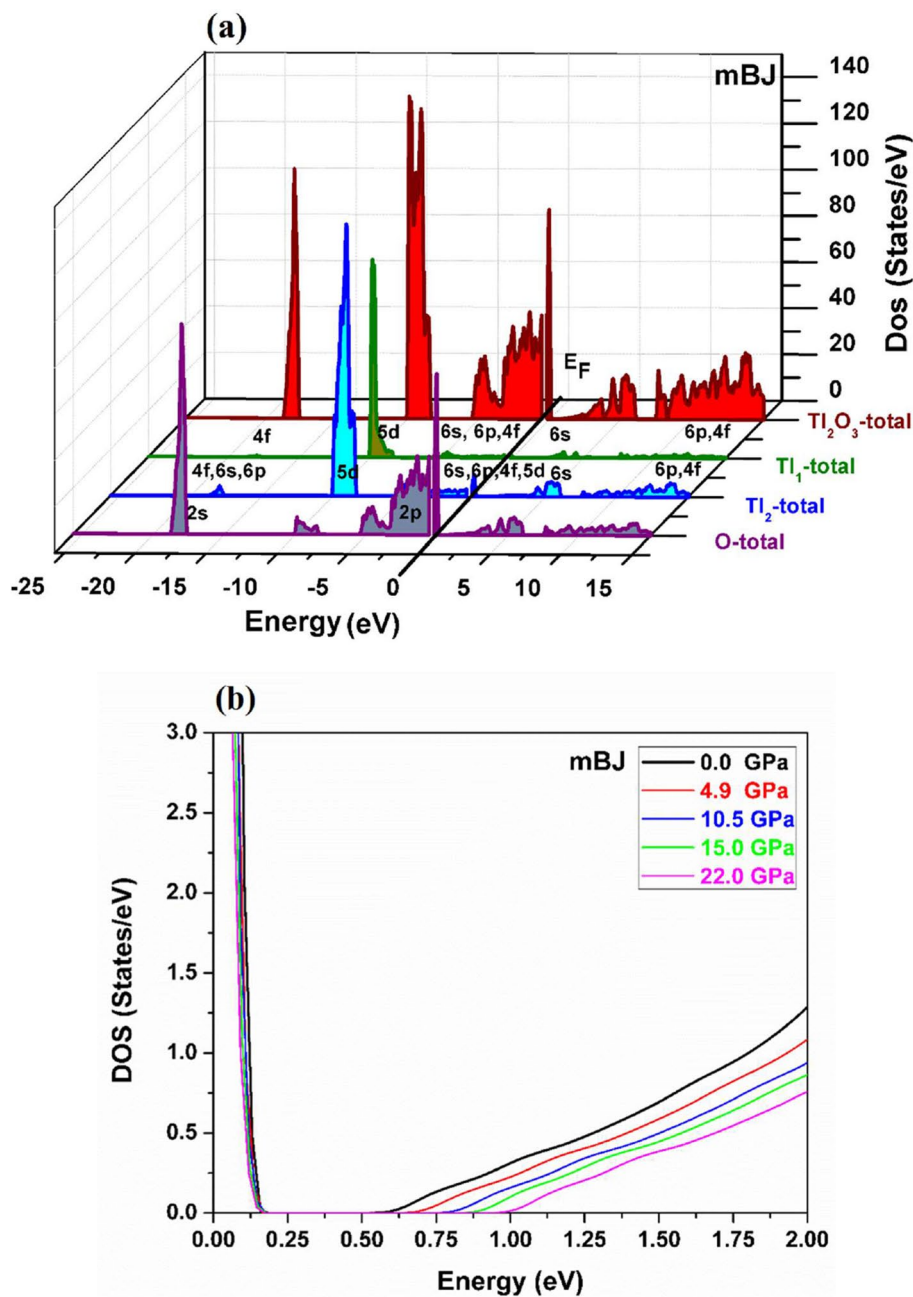 (a)
mBJ
140
120
100
80
60
40
20
0
Dos (States/eV)
E_F
4f
5d
6s, 6p,4f
6s
6p,4f
Tl₂O₃-total
4f,6s,6p
5d
6s,6p,4f,5d
6s
6p,4f
Tl₁-total
2s
2p
Tl₂-total
O-total
-25 -20 -15 -10 -5 0 5 10 15
Energy (eV)
(b)
mBJ
0.0 GPa
4.9 GPa
10.5 GPa
15.0 GPa
22.0 GPa
3.0
2.5
2.0
1.5
1.0
0.5
0.0
DOS (States/eV)
0.00 0.25 0.50 0.75 1.00 1.25 1.50 1.75 2.00
Energy (eV)